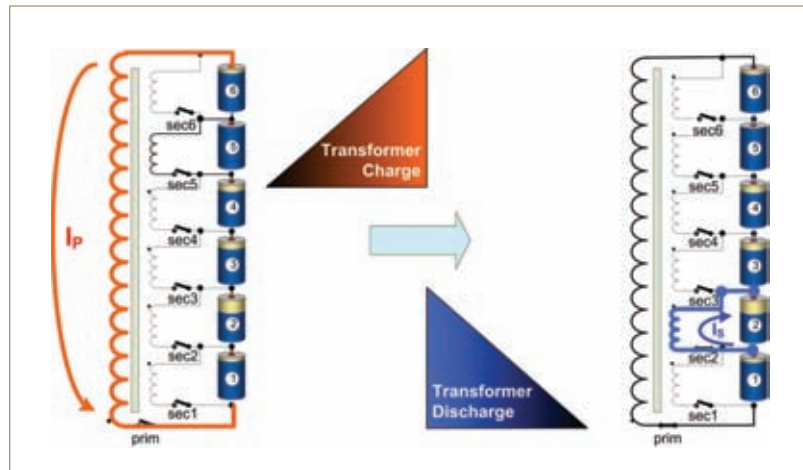 6
sec6
5
Transformer
Charge
sec5
4
IP
sec4
3
sec3
2
sec2
1
sec1
prim
6
sec6
5
sec5
4
sec4
3
sec3
IS
2
sec2
1
Transformer
Discharge
sec1
prim